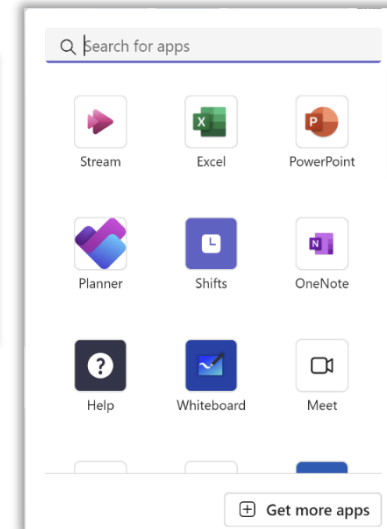 Search for apps
Stream Excel PowerPoint
Planner Shifts OneNote
Help Whiteboard Meet
Get more apps